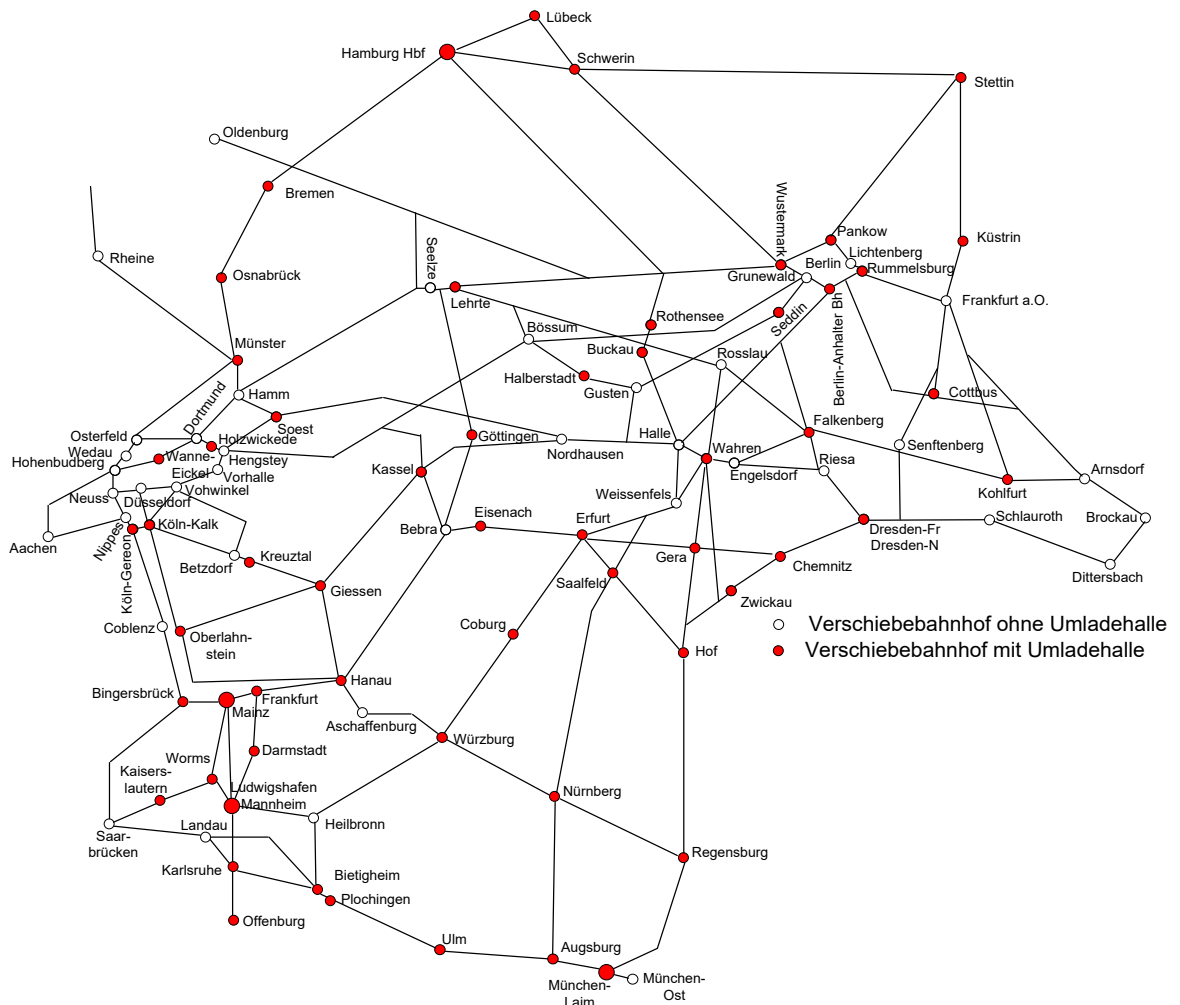 Lübeck
Hamburg Hbf
Schwerin
Stettin
Oldenburg
Bremen
Wustermark
Pankow
Küstrin
Lichtenberg
Berlin
Rummelsburg
Rheine
Seelze
Osnabrück
Grunewald
Lehrte
Frankfurt a.O.
Rothensee
Seddin
Berlin-Anhalter Bh
Bössum
Münster
Buckau
Rosslau
Halberstadt
Gusten
Hamm
Dortmund
Cottbus
Soest
Falkenberg
Osterfeld
Holzwickede
Göttingen
Halle
Wedau
Hengstey
Nordhausen
Wahren
Senftenberg
Hohenbudberg
Wanne-
Eickel
Vorhalle
Kassel
Engelsdorf
Riesa
Arnsdorf
Neuss
Düsseldorf
Vohwinkel
Weissenfels
Kohlfurt
Nippes
Köln-Kalk
Bebra
Eisenach
Erfurt
Dresden-Fr
Dresden-N
Schlauroth
Brockau
Aachen
Köln-Gereon
Betzdorf
Kreuztal
Gera
Chemnitz
Dittersbach
Giessen
Saalfeld
Zwickau
Coblenz
Oberlahn-
stein
Coburg
Hof
Verschiebebahnhof ohne Umladehalle
Verschiebebahnhof mit Umladehalle
Bingersbrück
Frankfurt
Hanau
Mainz
Aschaffenburg
Würzburg
Darmstadt
Worms
Kaisers-
lautern
Ludwigshafen
Mannheim
Nürnberg
Saar-
brücken
Landau
Heilbronn
Regensburg
Karlsruhe
Bietigheim
Plochingen
Offenburg
Ulm
Augsburg
München-
Laim
München-
Ost